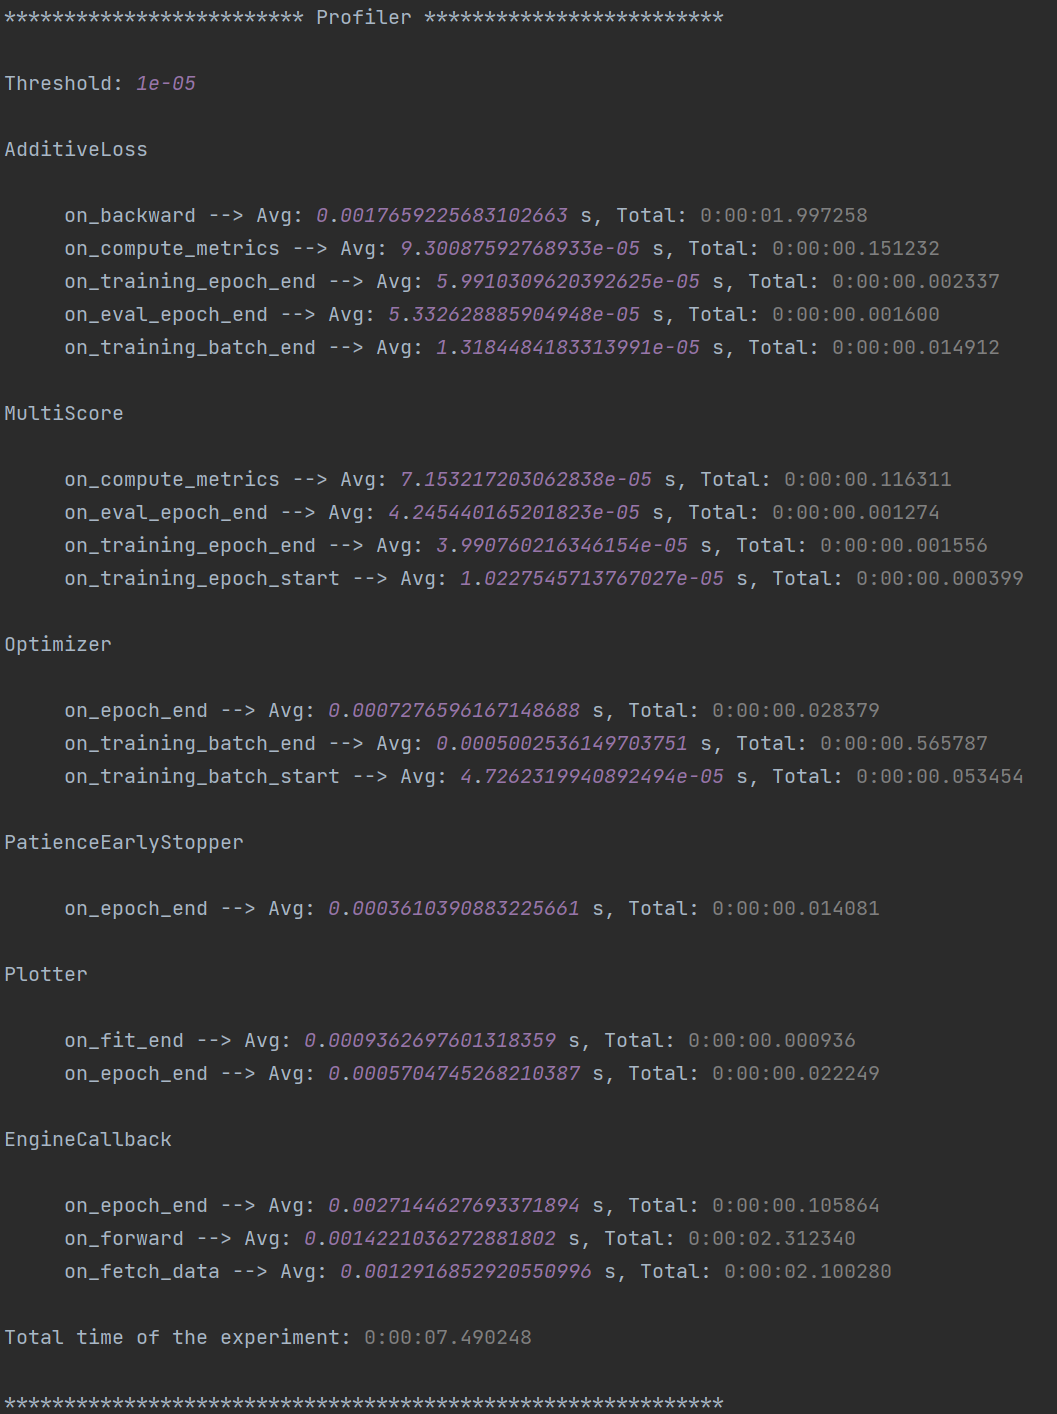 ************************* Profiler *************************
Threshold: 1e-05
AdditiveLoss
on_backward --> Avg: 0.0017659225683102663 s, Total: 0:00:01.997258
on_compute_metrics --> Avg: 9.30087592768933e-05 s, Total: 0:00:00.151232
on_training_epoch_end --> Avg: 5.9910309620392625e-05 s, Total: 0:00:00.002337
on_eval_epoch_end --> Avg: 5.332628885904948e-05 s, Total: 0:00:00.001600
on_training_batch_end --> Avg: 1.3184484183313991e-05 s, Total: 0:00:00.014912
MultiScore
on_compute_metrics --> Avg: 7.153217203062838e-05 s, Total: 0:00:00.116311
on_eval_epoch_end --> Avg: 4.245440165201823e-05 s, Total: 0:00:00.001274
on_training_epoch_end --> Avg: 3.990760216346154e-05 s, Total: 0:00:00.001556
on_training_epoch_start --> Avg: 1.0227545713767027e-05 s, Total: 0:00:00.000399
Optimizer
on_epoch_end --> Avg: 0.0007276596167148688 s, Total: 0:00:00.028379
on_training_batch_end --> Avg: 0.0005002536149703751 s, Total: 0:00:00.565787
on_training_batch_start --> Avg: 4.7262319940892494e-05 s, Total: 0:00:00.053454
PatienceEarlyStopper
on_epoch_end --> Avg: 0.0003610390883225661 s, Total: 0:00:00.014081
Plotter
on_fit_end --> Avg: 0.0009362697601318359 s, Total: 0:00:00.000936
on_epoch_end --> Avg: 0.0005704745268210387 s, Total: 0:00:00.022249
EngineCallback
on_epoch_end --> Avg: 0.0027144627693371894 s, Total: 0:00:00.105864
on_forward --> Avg: 0.0014221036272881802 s, Total: 0:00:02.312340
on_fetch_data --> Avg: 0.0012916852920550996 s, Total: 0:00:02.100280
Total time of the experiment: 0:00:07.490248
************************************************************